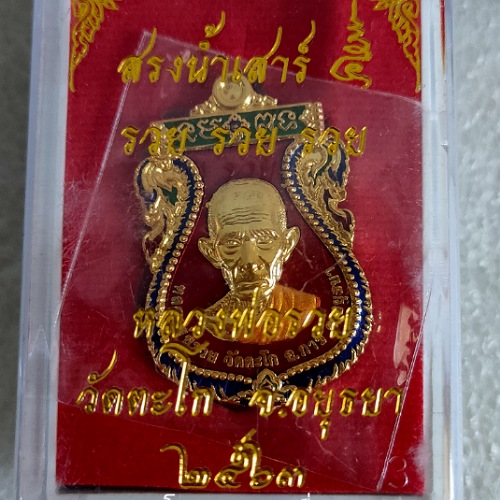 สรงน้ำเสาร์ ๕
รวย รวย รวย
หลวงพ่อรวย
วัดตะโก จ.อยุธยา
๒๕๖๓